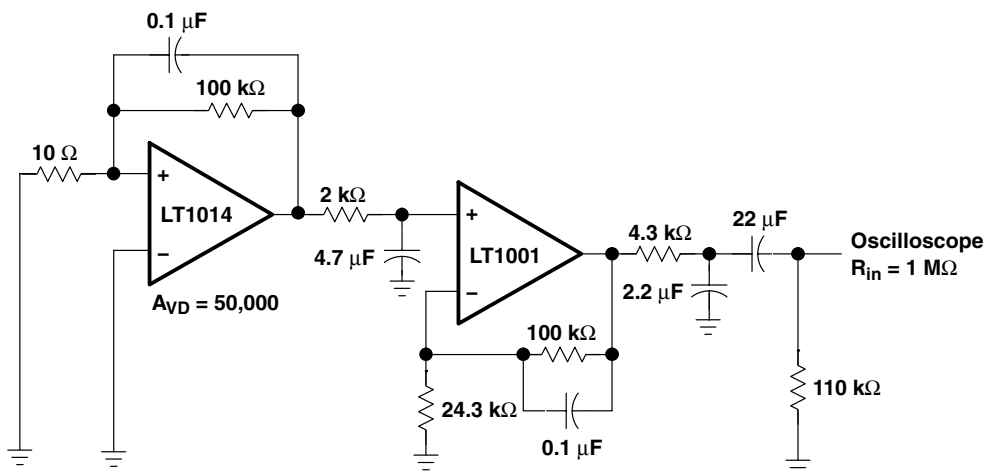 0.1 µF
100 kΩ
10 Ω
+
LT1014
−
A_VD = 50,000
2 kΩ
4.7 µF
+
LT1001
−
4.3 kΩ
22 µF
2.2 µF
Oscilloscope
R_in = 1 MΩ
100 kΩ
24.3 kΩ
0.1 µF
110 kΩ